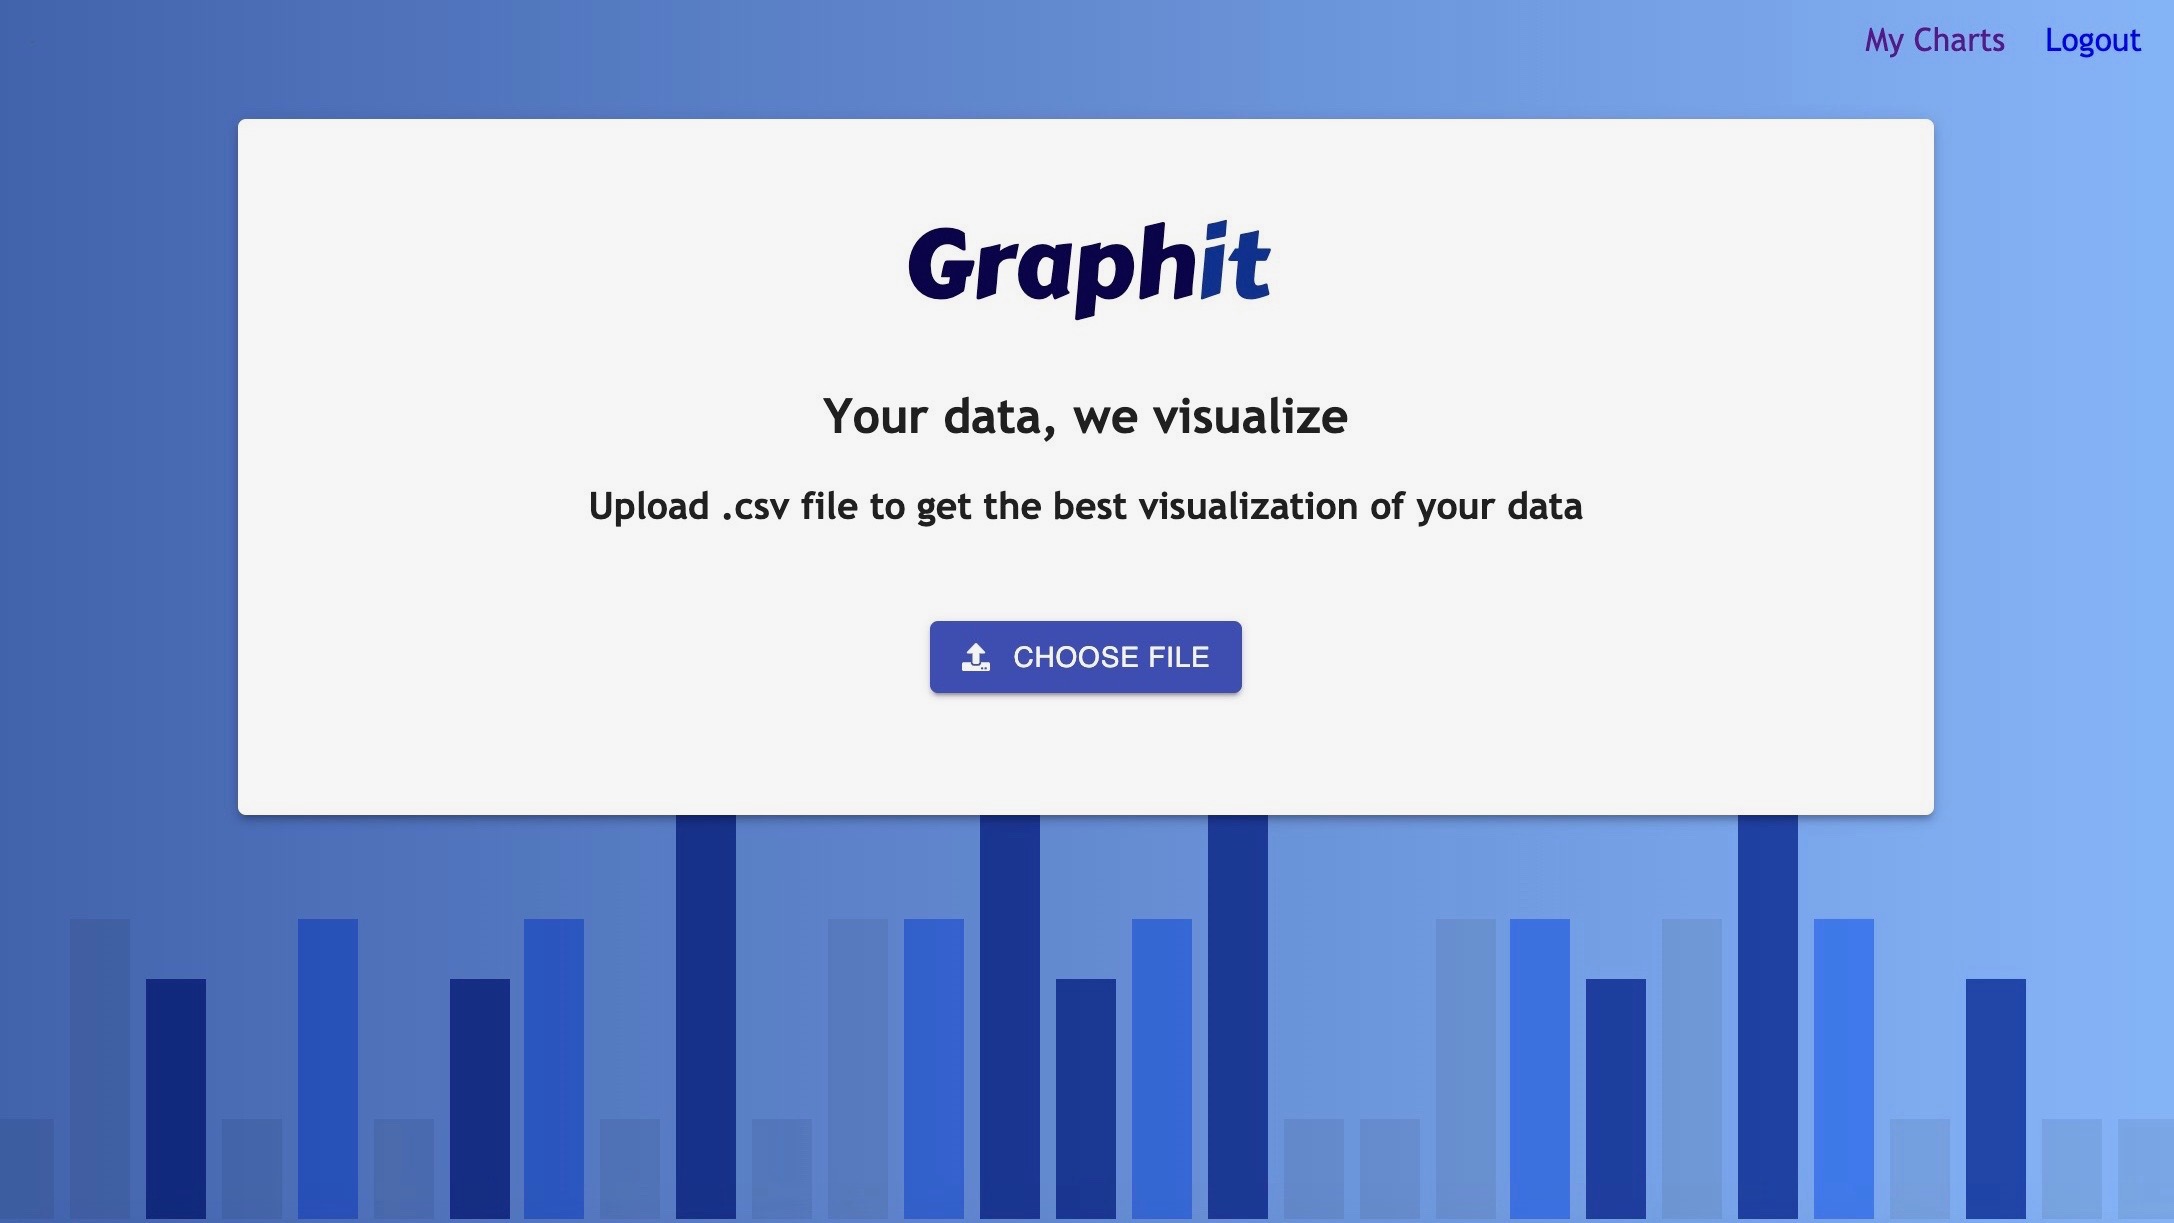 My Charts Logout
Graphit
Your data, we visualize
Upload .csv file to get the best visualization of your data
CHOOSE FILE